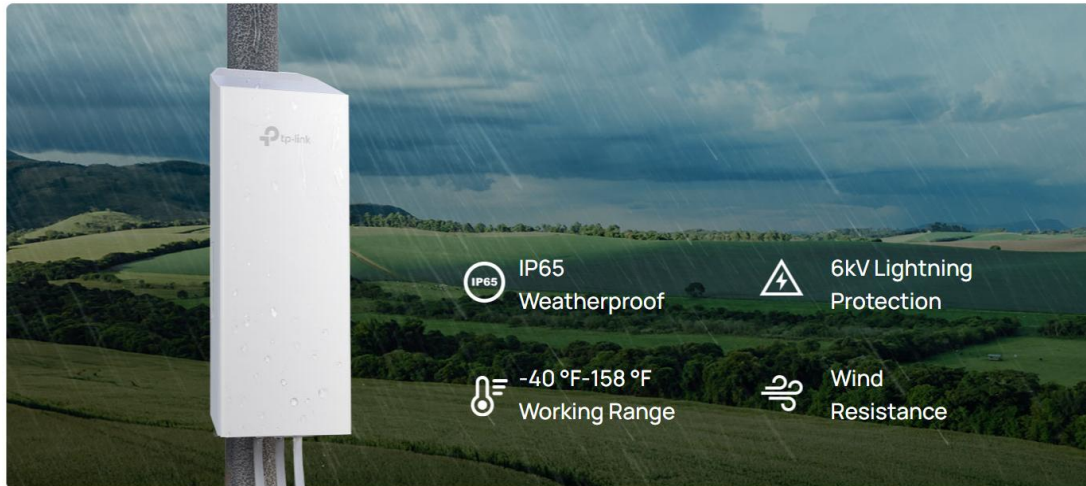 tp-link
IP65
IP65
Weatherproof
6kV Lightning
Protection
-40 °F-158 °F
Working Range
Wind
Resistance